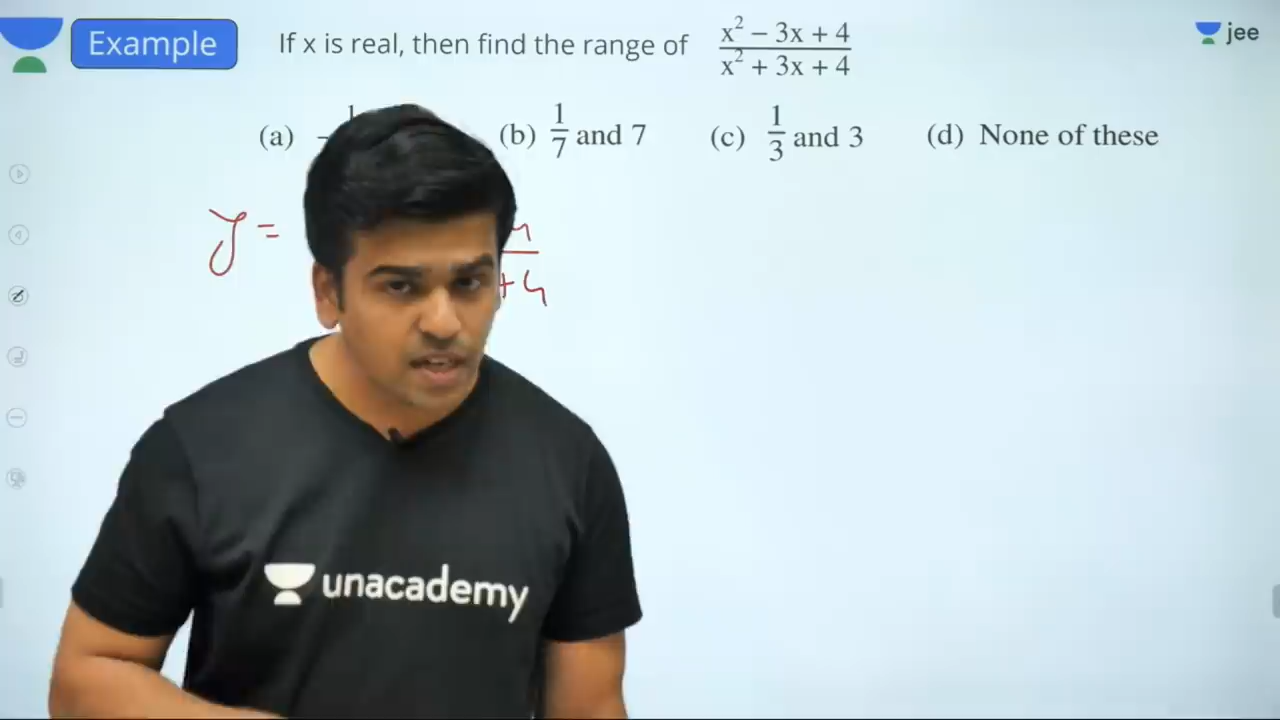 Example If x is real, then find the range of x² − 3x + 4 / x² + 3x + 4
jee
(a) (b) 1/7 and 7 (c) 1/3 and 3 (d) None of these
y =
+4
unacademy